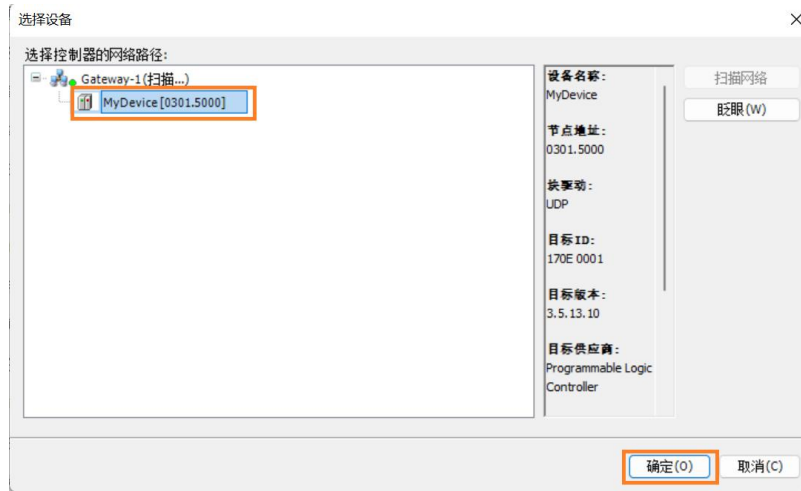 选择设备
选择控制器的网络路径:
Gateway-1(扫描...)
MyDevice [0301.5000]
设备名称:
MyDevice
节点地址:
0301.5000
块驱动:
UDP
目标ID:
170E 0001
目标版本:
3.5.13.10
目标供应商:
Programmable Logic
Controller
扫描网络
眨眼(W)
确定(O)
取消(C)